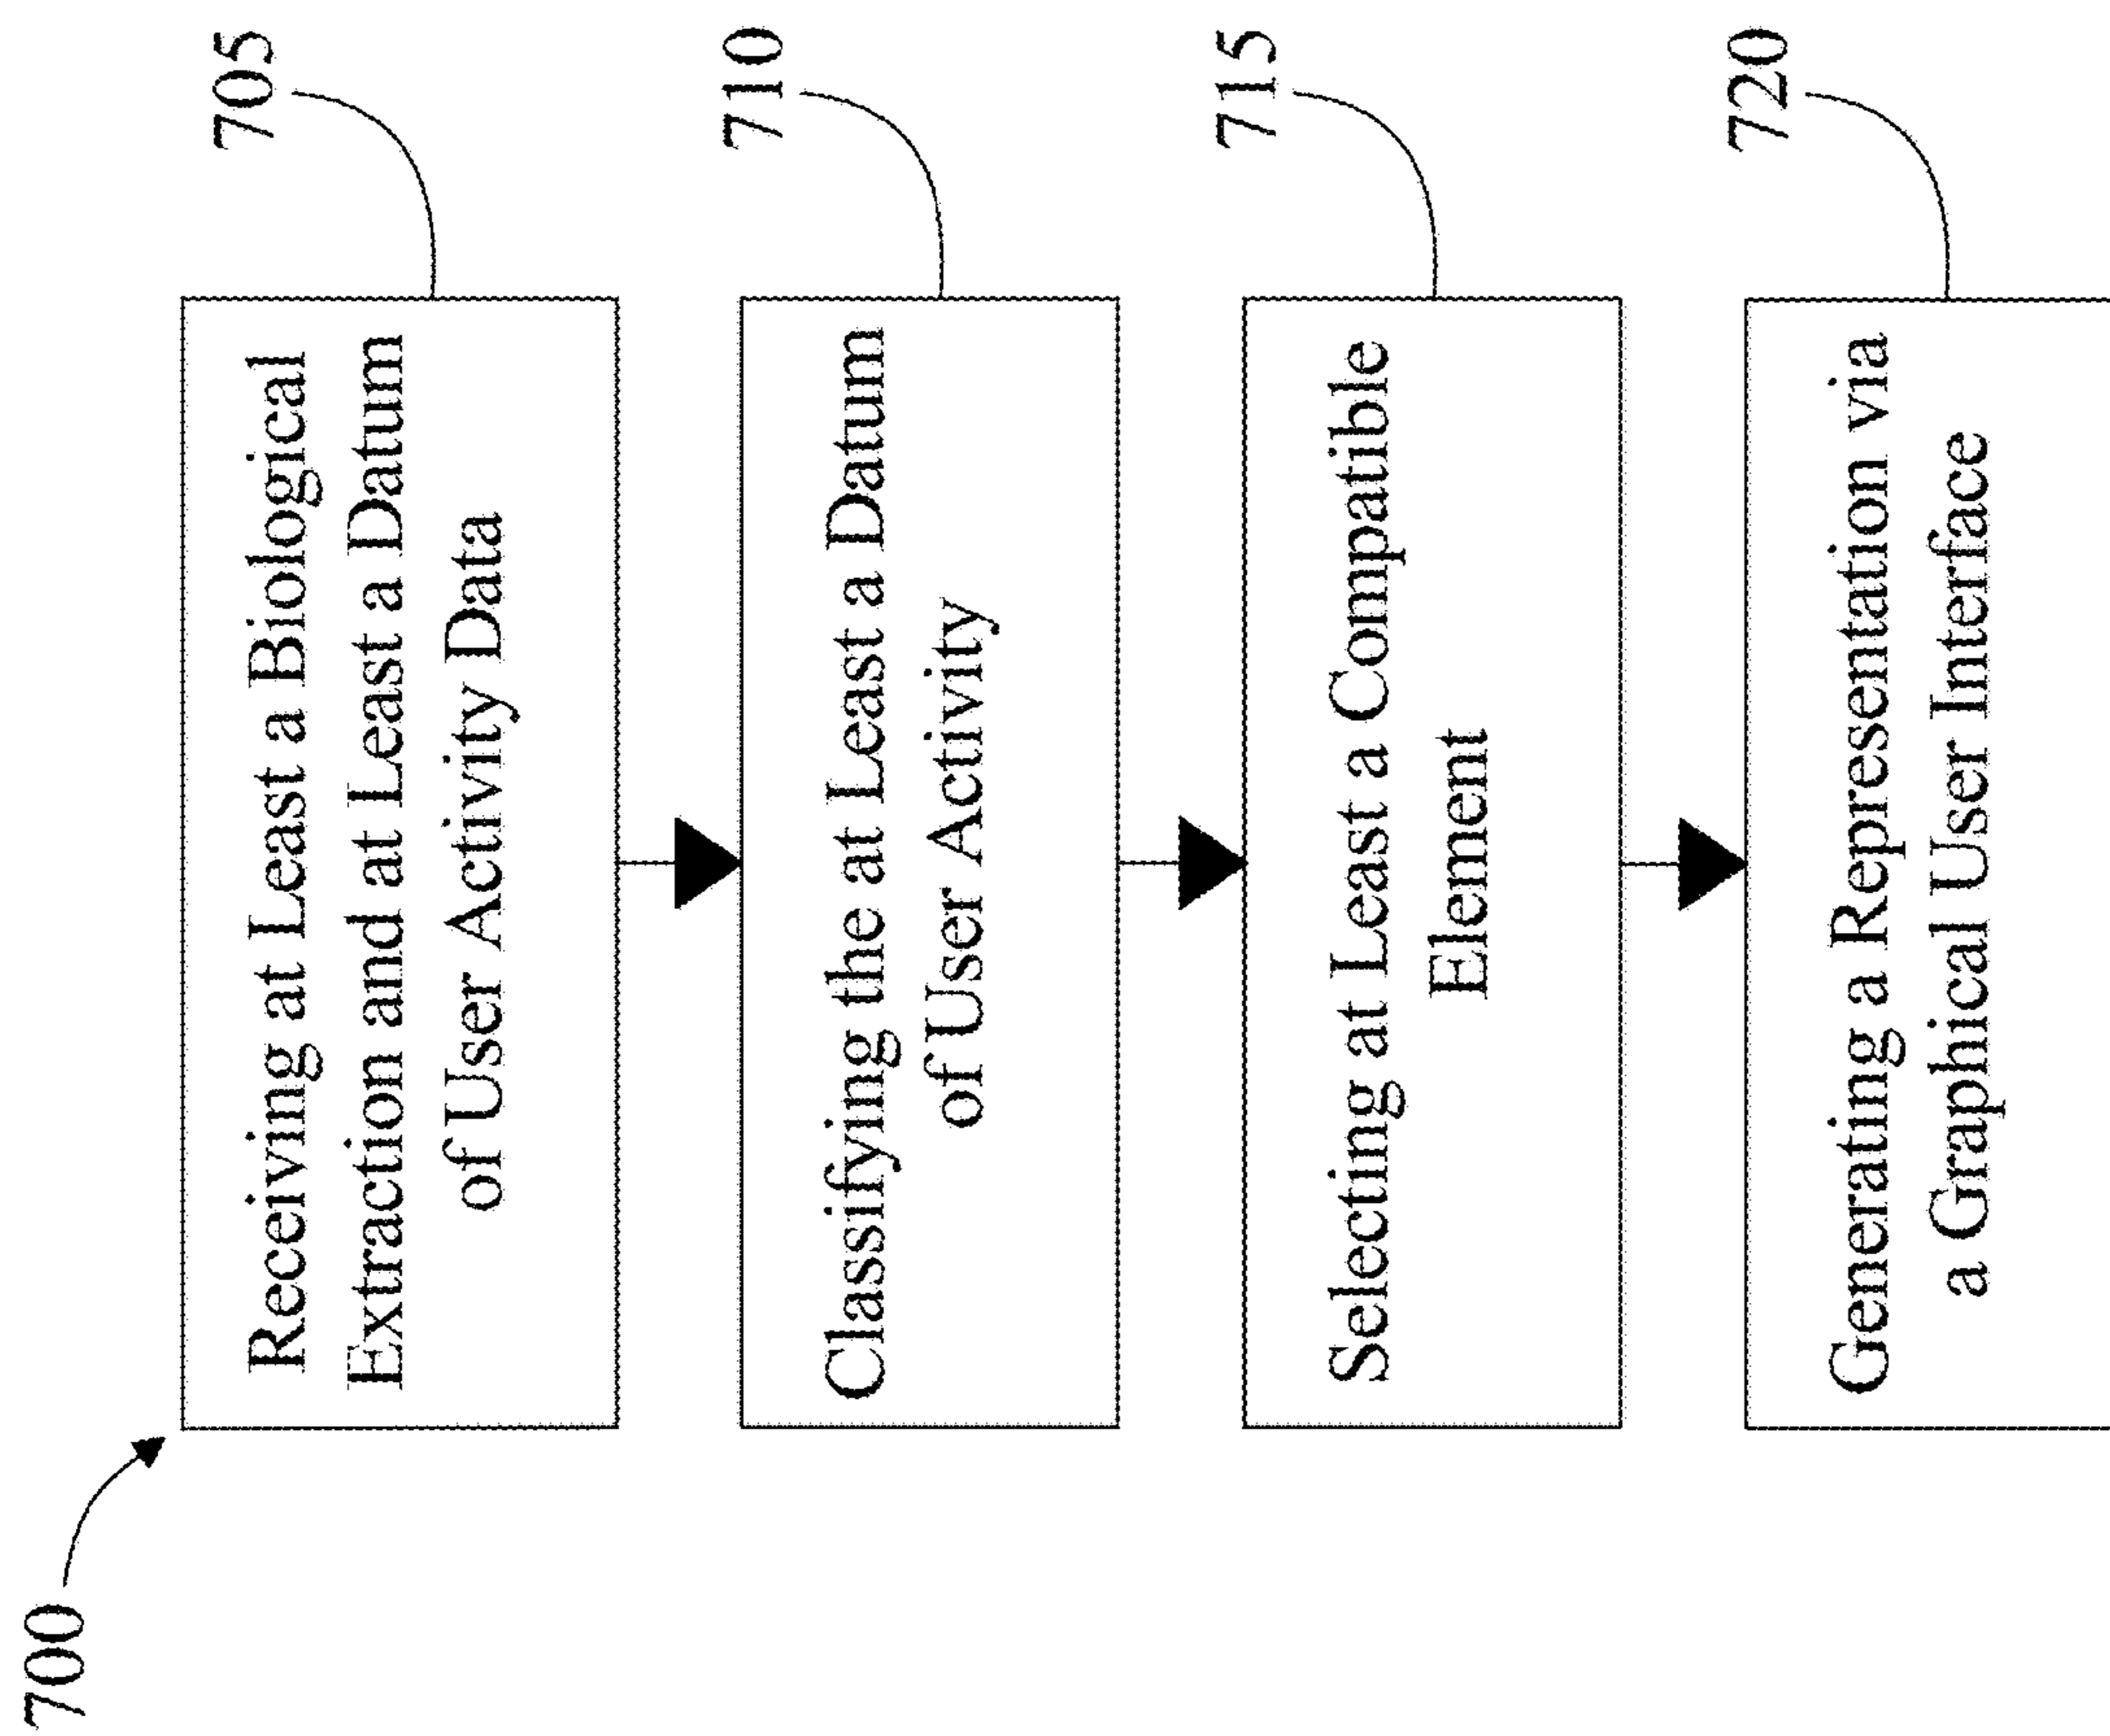 700
705
Receiving at Least a Biological
Extraction and at Least a Datum
of User Activity Data
710
Classifying the at Least a Datum
of User Activity
715
Selecting at Least a Compatible
Element
720
Generating a Representation via
a Graphical User Interface